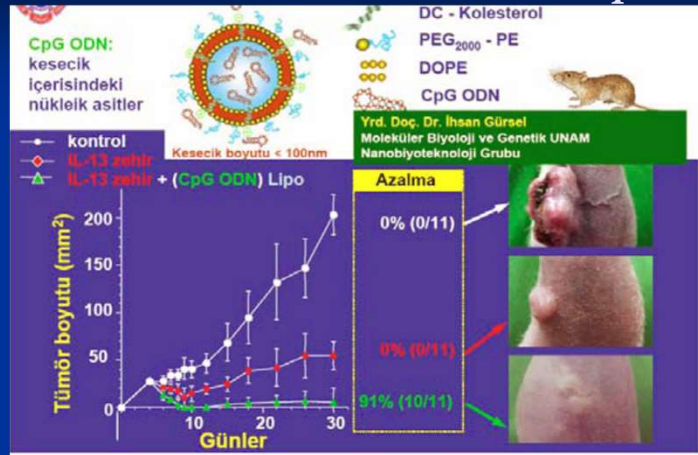 CpG ODN:
kesecik
içerisindeki
nükleik asitler
Kesecik boyutu < 100nm
DC - Kolesterol
PEG2000 - PE
DOPE
CpG ODN
Yrd. Doç. Dr. İhsan Gürsel
Moleküler Biyoloji ve Genetik UNAM
Nanobiyoteknoloji Grubu
kontrol
IL-13 zehir
IL-13 zehir + (CpG ODN) Lipo
Tümör boyutu (mm²)
200
150
100
50
0
10
20
30
Günler
Azalma
0% (0/11)
0% (0/11)
91% (10/11)